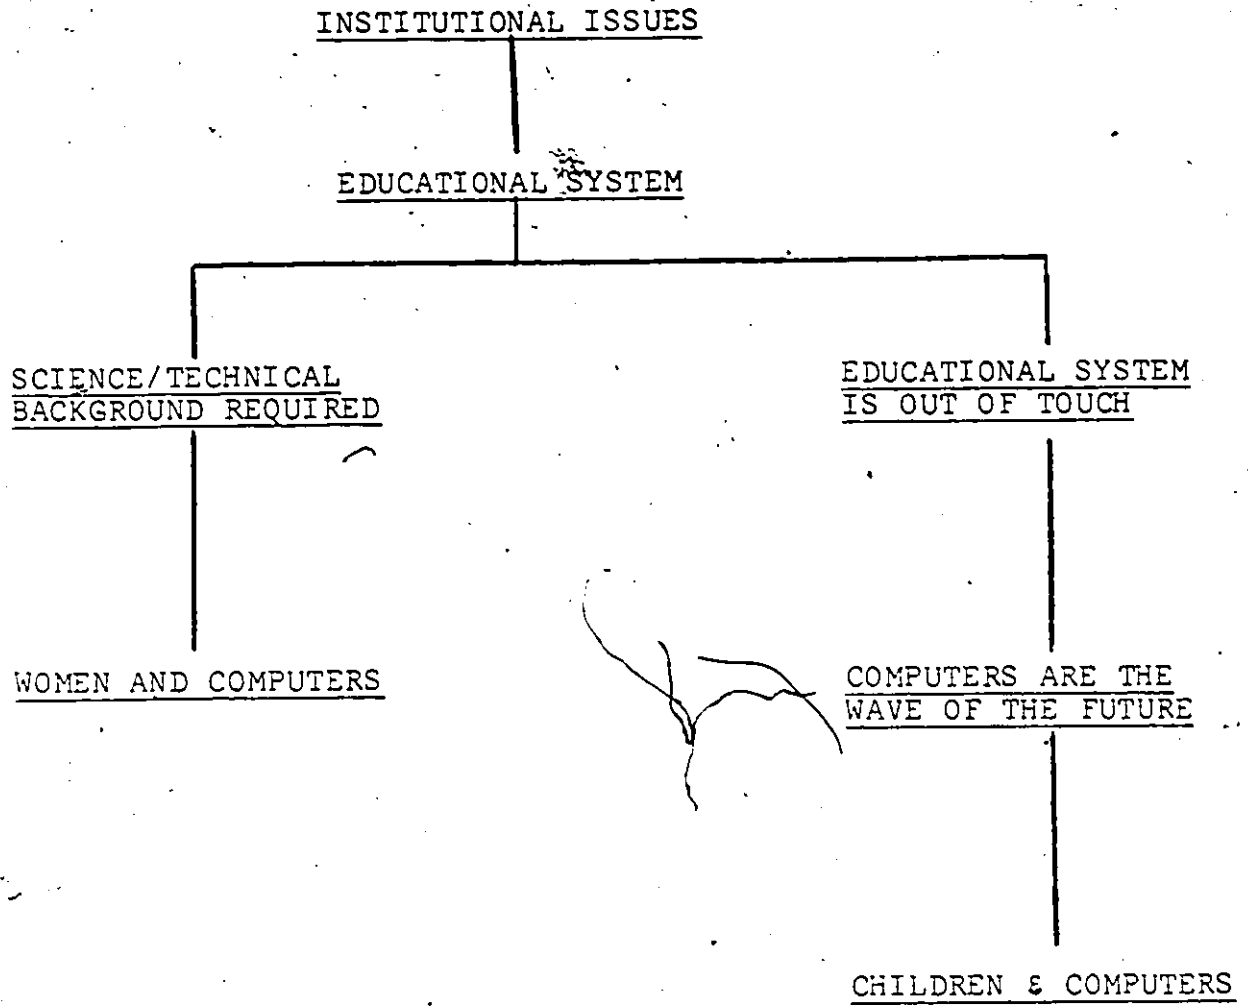 INSTITUTIONAL ISSUES
EDUCATIONAL SYSTEM
SCIENCE/TECHNICAL
BACKGROUND REQUIRED
EDUCATIONAL SYSTEM
IS OUT OF TOUCH
WOMEN AND COMPUTERS
COMPUTERS ARE THE
WAVE OF THE FUTURE
CHILDREN & COMPUTERS